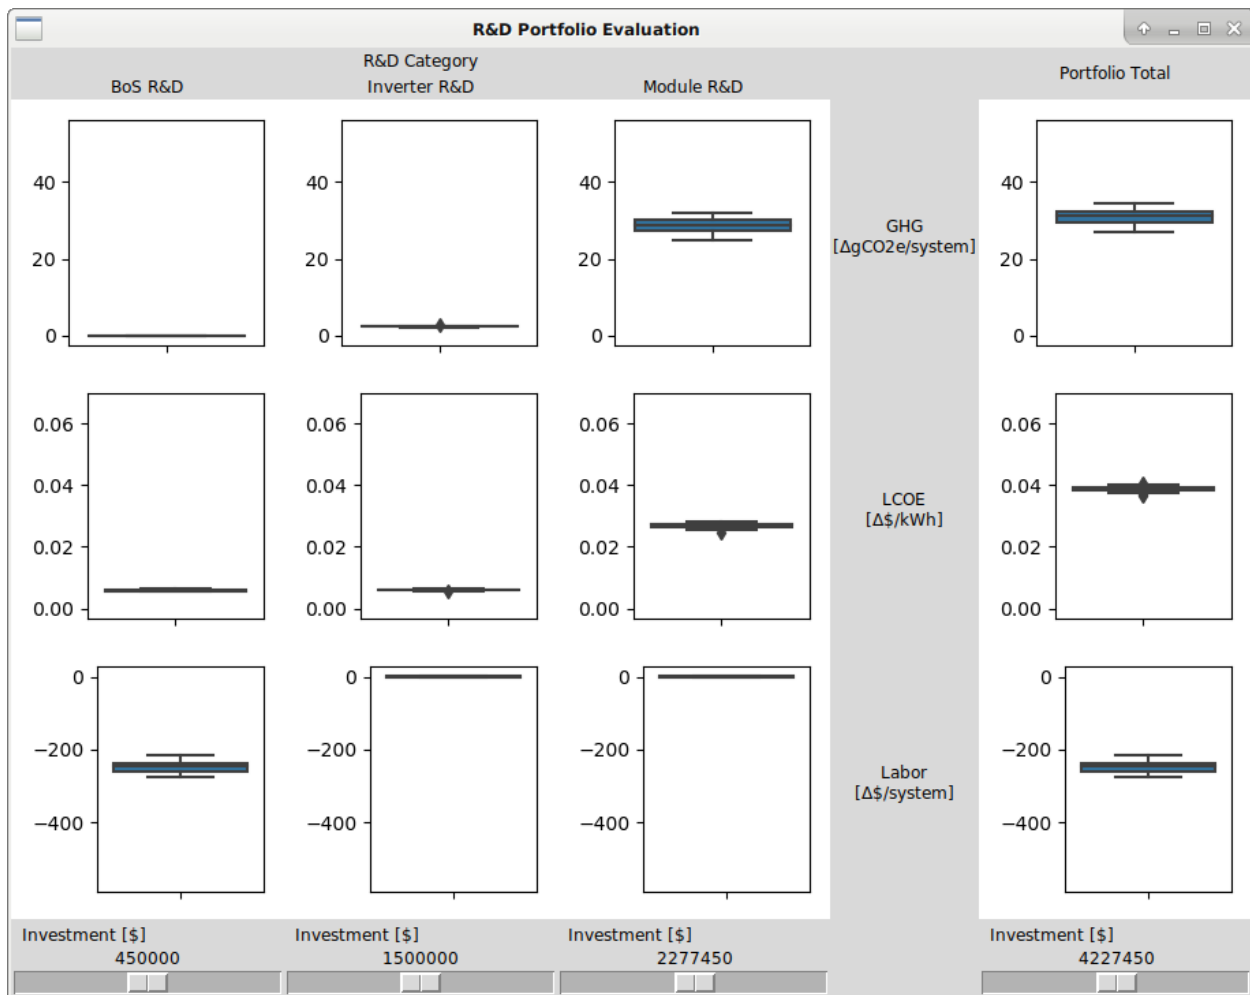 R&D Portfolio Evaluation
R&D Category
BoS R&D
Inverter R&D
Module R&D
Portfolio Total
40
20
0
40
20
0
40
20
0
GHG
[ΔgCO2e/system]
40
20
0
0.06
0.04
0.02
0.00
0.06
0.04
0.02
0.00
0.06
0.04
0.02
0.00
LCOE
[Δ$/kWh]
0.06
0.04
0.02
0.00
0
−200
−400
0
−200
−400
0
−200
−400
Labor
[Δ$/system]
0
−200
−400
Investment [$]
450000
Investment [$]
1500000
Investment [$]
2277450
Investment [$]
4227450